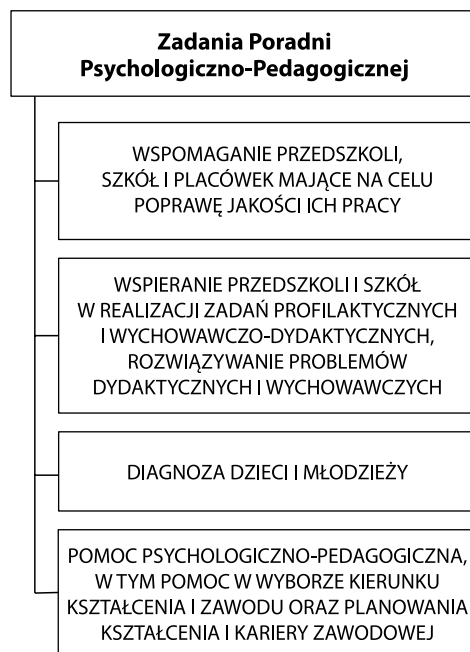 Zadania Poradni
Psychologiczno-Pedagogicznej
WSPOMAGANIE PRZEDSZKOLI,
SZKÓŁ I PLACÓWEK MAJĄCE NA CELU
POPRAWĘ JAKOŚCI ICH PRACY
WSPIERANIE PRZEDSZKOLI I SZKÓŁ
W REALIZACJI ZADAŃ PROFILAKTYCZNYCH
I WYCHOWAWCZO-DYDAKTYCZNYCH,
ROZWIĄZYWANIE PROBLEMÓW
DYDAKTYCZNYCH I WYCHOWAWCZYCH
DIAGNOZA DZIECI I MŁODZIEŻY
POMOC PSYCHOLOGICZNO-PEDAGOGICZNA,
W TYM POMOC W WYBORZE KIERUNKU
KSZTAŁCENIA I ZAWODU ORAZ PLANOWANIA
KSZTAŁCENIA I KARIERY ZAWODOWEJ